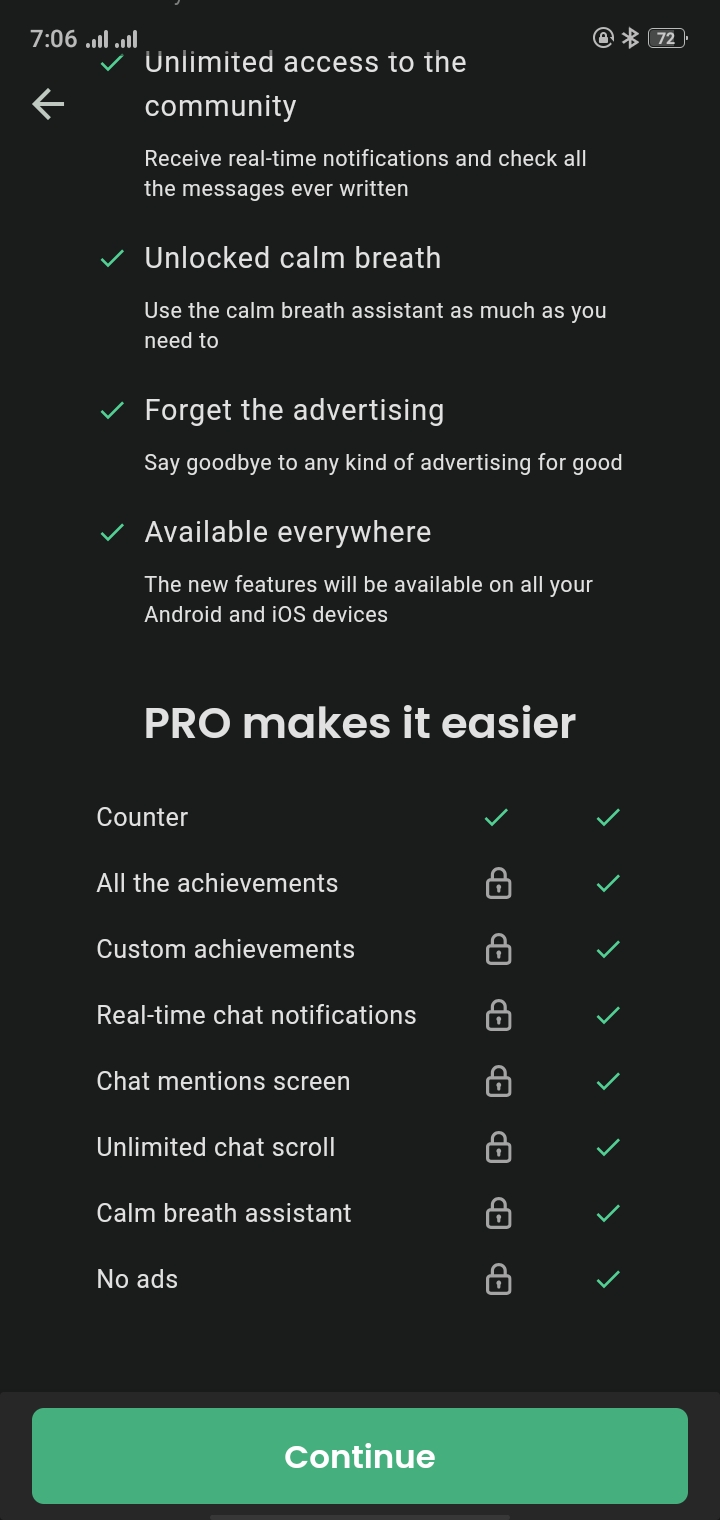 7:06
72
Unlimited access to the
community
Receive real-time notifications and check all
the messages ever written
Unlocked calm breath
Use the calm breath assistant as much as you
need to
Forget the advertising
Say goodbye to any kind of advertising for good
Available everywhere
The new features will be available on all your
Android and iOS devices
PRO makes it easier
Counter
All the achievements
Custom achievements
Real-time chat notifications
Chat mentions screen
Unlimited chat scroll
Calm breath assistant
No ads
Continue